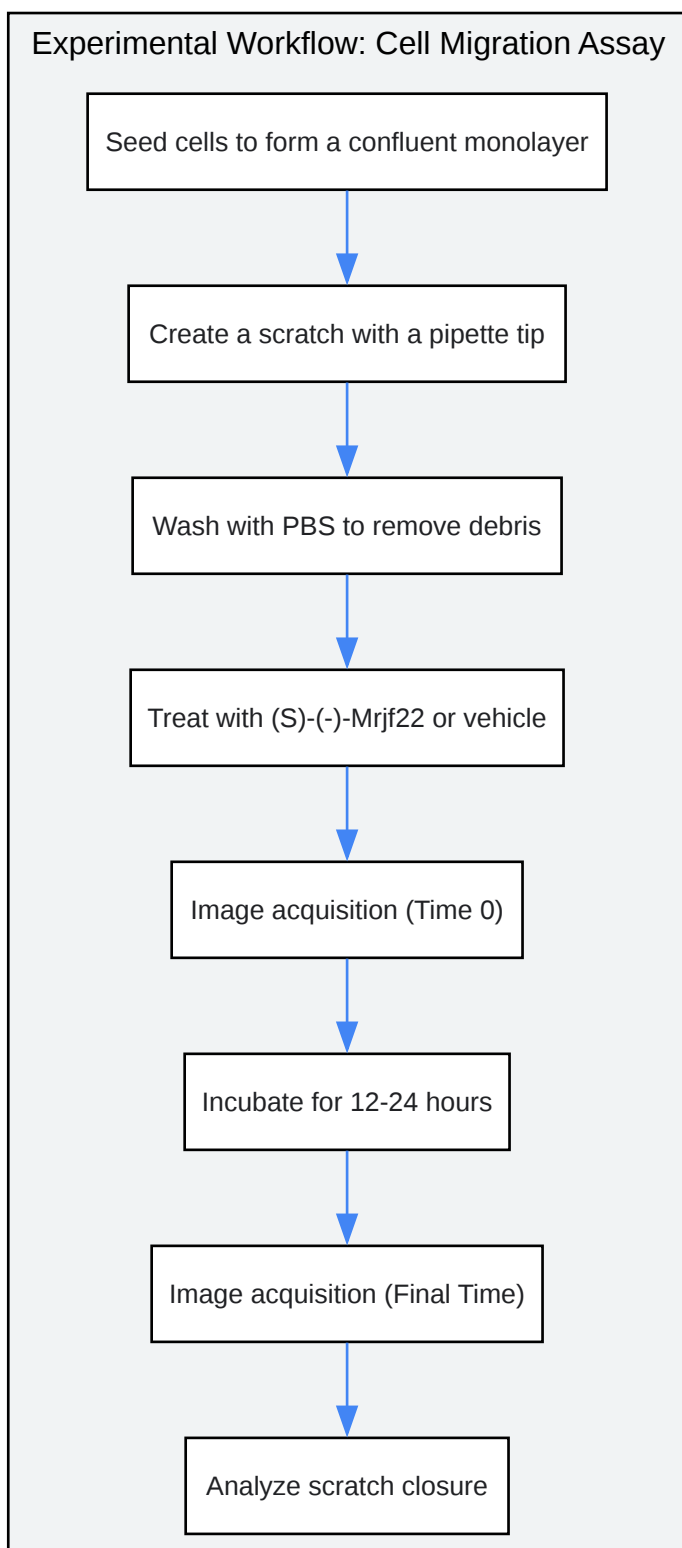 Experimental Workflow: Cell Migration Assay
Seed cells to form a confluent monolayer
Create a scratch with a pipette tip
Wash with PBS to remove debris
Treat with (S)-(-)-Mrjf22 or vehicle
Image acquisition (Time 0)
Incubate for 12-24 hours
Image acquisition (Final Time)
Analyze scratch closure